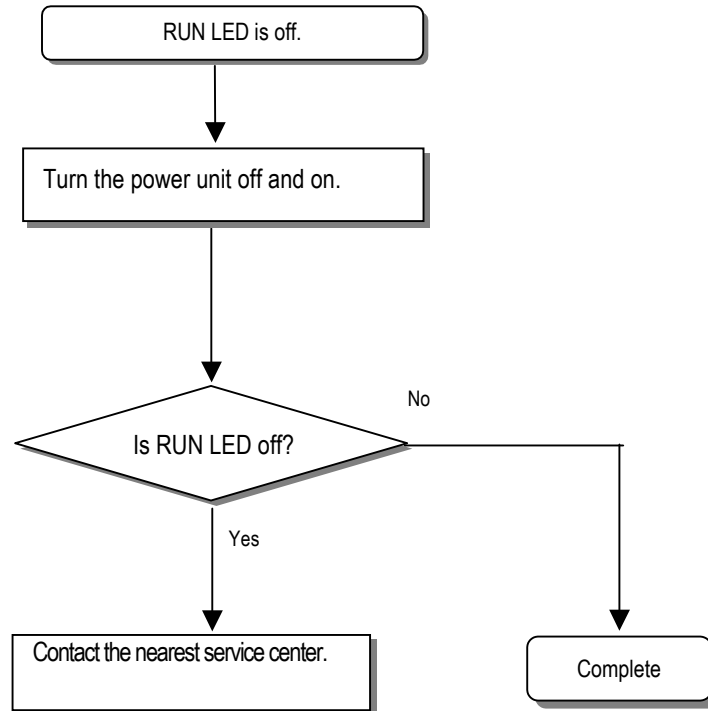 RUN LED is off.
Turn the power unit off and on.
No
Is RUN LED off?
Yes
Contact the nearest service center.
Complete